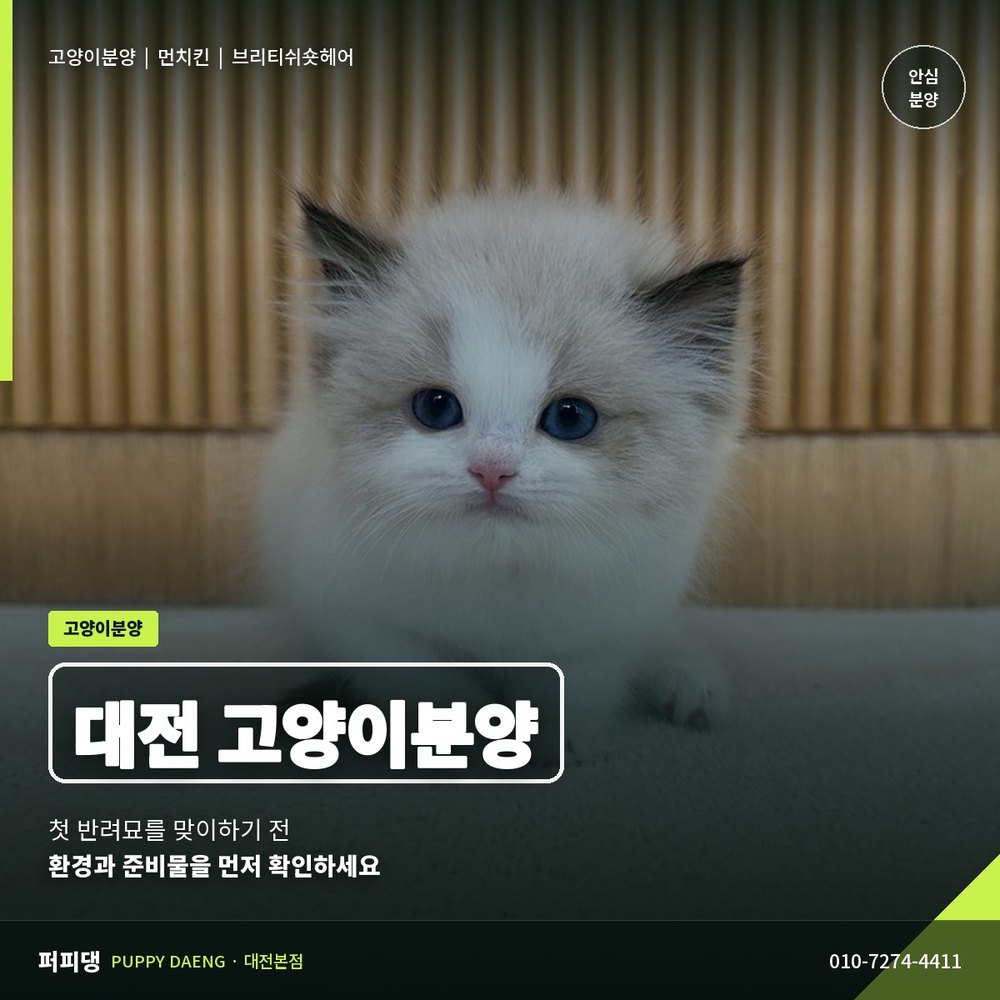 고양이분양 | 먼치킨 | 브리티쉬숏헤어
안심
분양
고양이분양
대전 고양이분양
첫 반려묘를 맞이하기 전
환경과 준비물을 먼저 확인하세요
퍼피댕 PUPPY DAENG · 대전본점
010-7274-4411